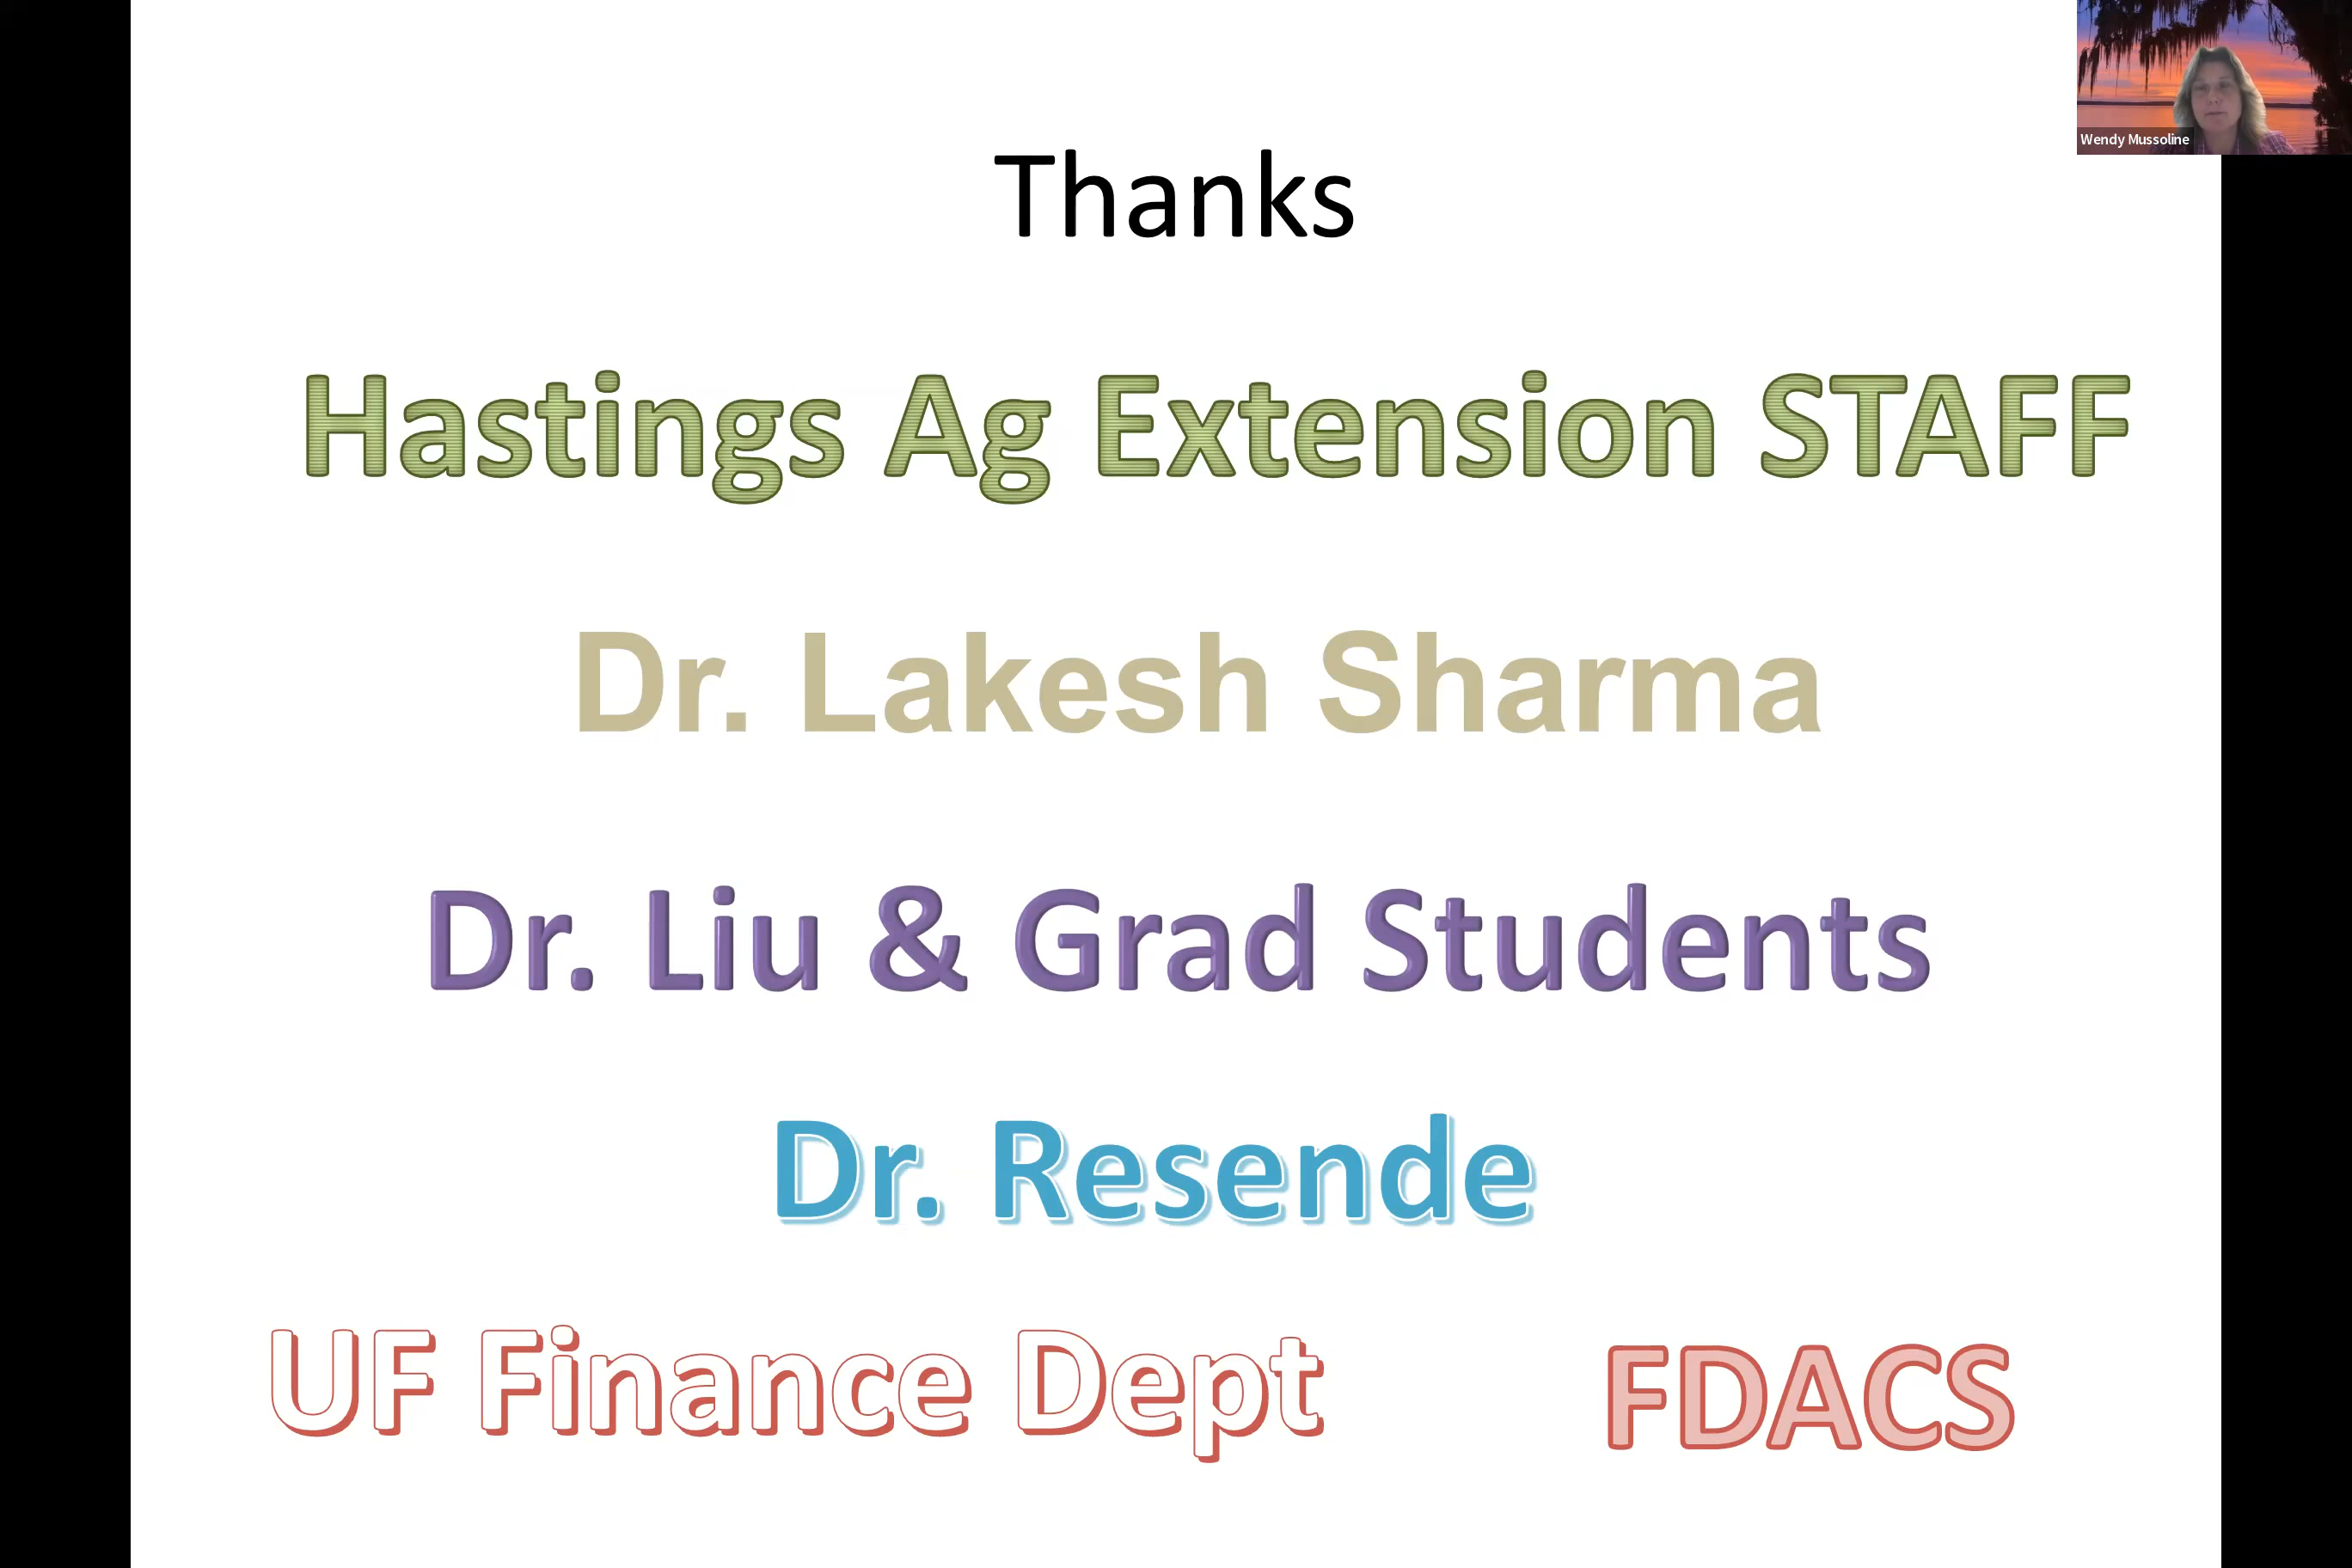 Wendy Mussoline
Thanks
Hastings Ag Extension STAFF
Dr. Lakesh Sharma
Dr. Liu & Grad Students
Dr. Resende
UF Finance Dept
FDACS